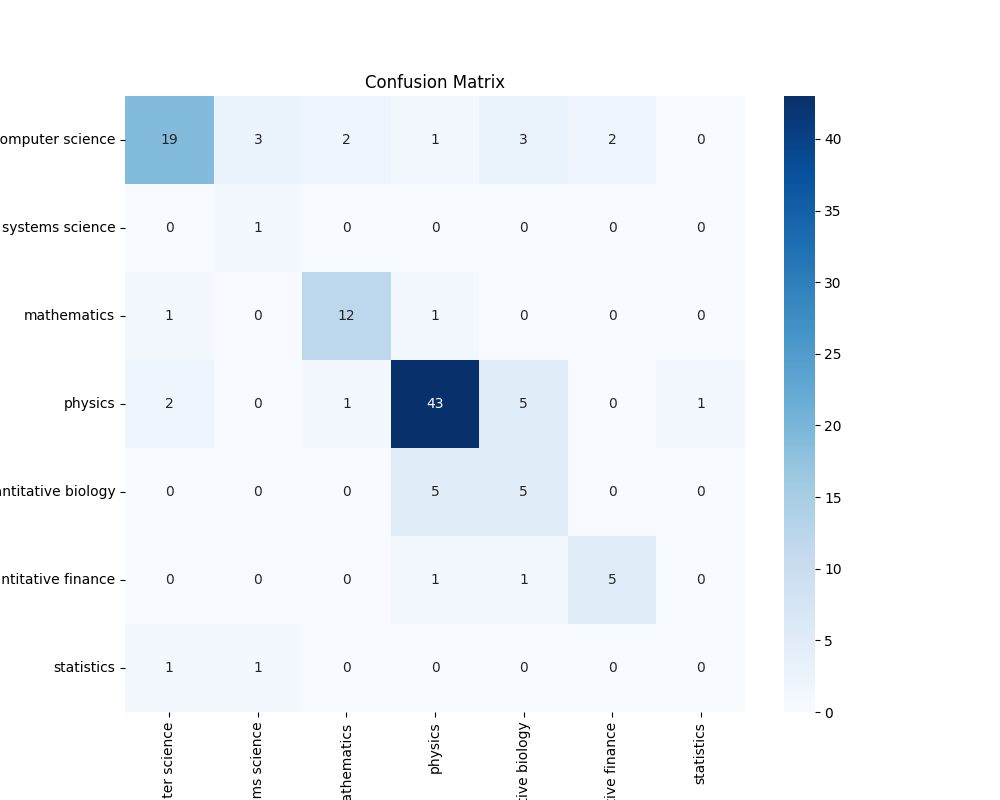 Confusion Matrix
omputer science 19 3 2 1 3 2 0
systems science 0 1 0 0 0 0 0
mathematics 1 0 12 1 0 0 0
physics 2 0 1 43 5 0 1
ntitative biology 0 0 0 5 5 0 0
ntitative finance 0 0 0 1 1 5 0
statistics 1 1 0 0 0 0 0
ter science
ms science
athematics
physics
tive biology
ive finance
statistics
40
35
30
25
20
15
10
5
0